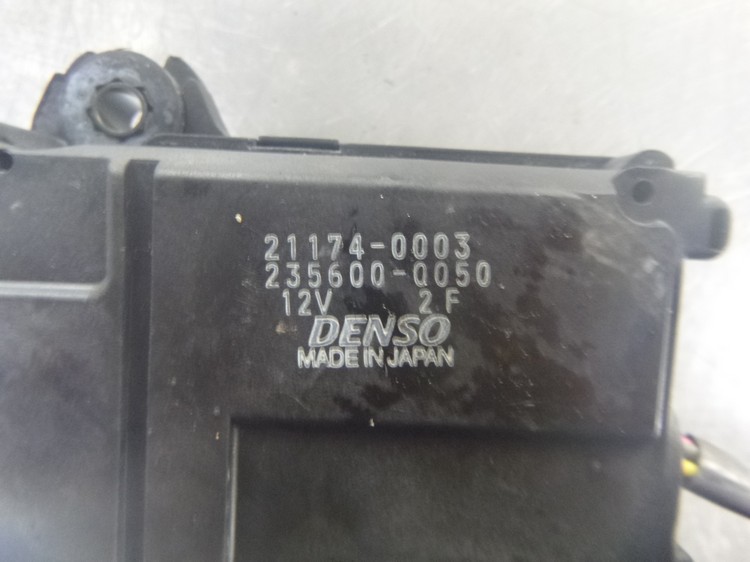 21174-0003
235600-0050
12V 2F
DENSO
MADE IN JAPAN